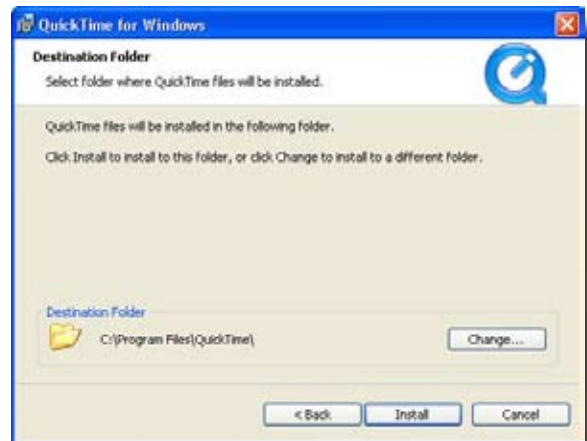 QuickTime for Windows
Destination Folder
Select folder where QuickTime files will be installed.
QuickTime files will be installed in the following folder.
Click Install to install to this folder, or click Change to install to a different folder.
Destination Folder
C:\Program Files\QuickTime\
Change...
< Back
Install
Cancel